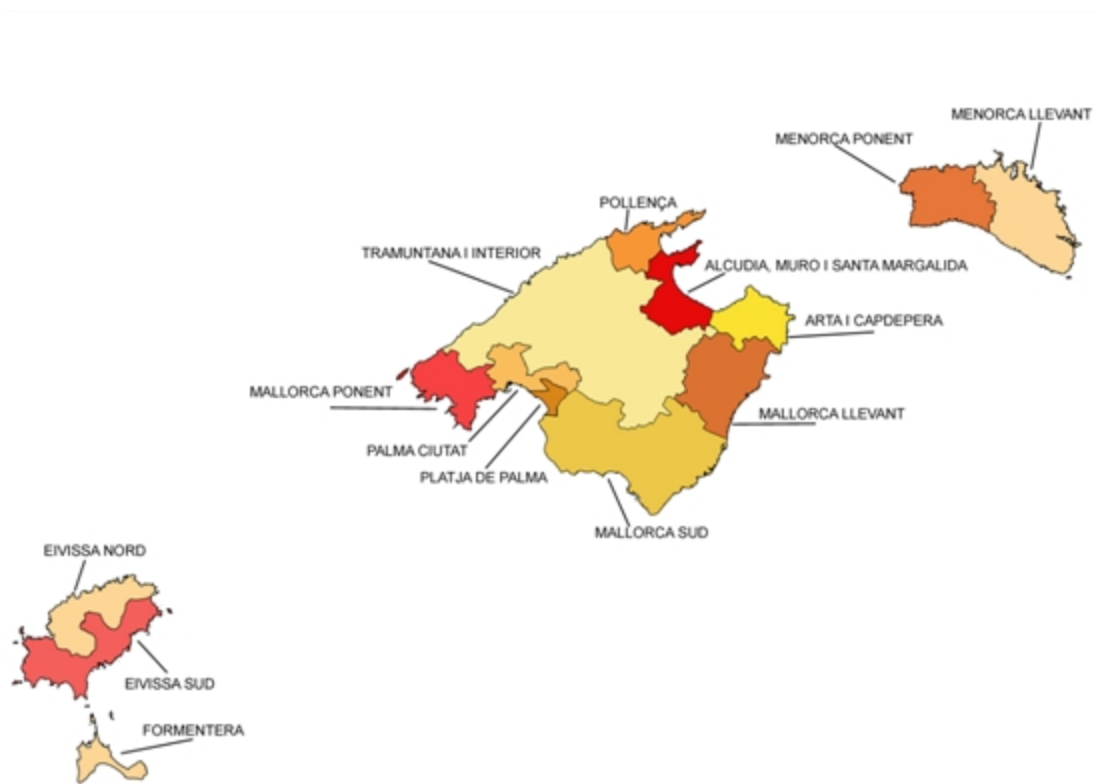 MENORCA LLEVANT
MENORCA PONENT
POLLENÇA
TRAMUNTANA I INTERIOR
ALCUDIA, MURO I SANTA MARGALIDA
ARTA I CAPDEPERA
MALLORCA PONENT
MALLORCA LLEVANT
PALMA CIUTAT
PLATJA DE PALMA
MALLORCA SUD
EIVISSA NORD
EIVISSA SUD
FORMENTERA